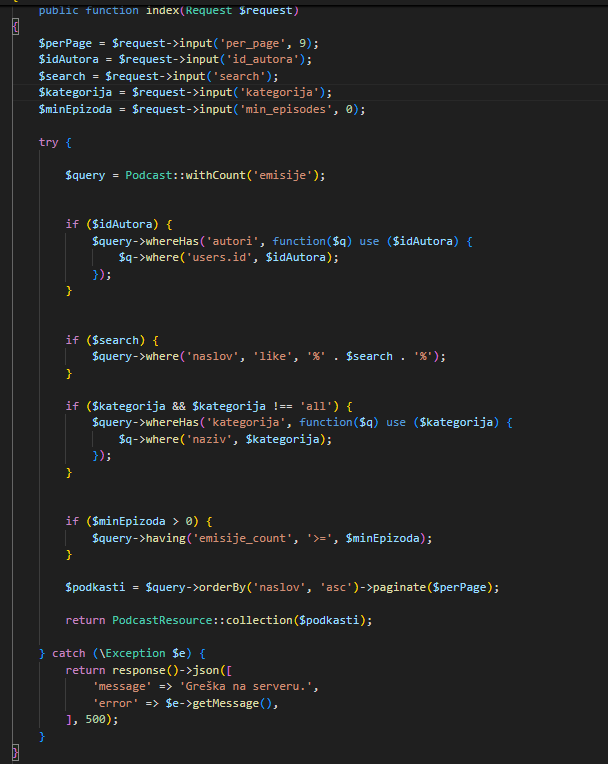 public function index(Request $request)
{
$perPage = $request->input('per_page', 9);
$idAutora = $request->input('id_autora');
$search = $request->input('search');
$kategorija = $request->input('kategorija');
$minEpizoda = $request->input('min_episodes', 0);
try {
$query = Podcast::withCount('emisije');
if ($idAutora) {
$query->whereHas('autori', function($q) use ($idAutora) {
$q->where('users.id', $idAutora);
});
}
if ($search) {
$query->where('naslov', 'like', '%' . $search . '%');
}
if ($kategorija && $kategorija !== 'all') {
$query->whereHas('kategorija', function($q) use ($kategorija) {
$q->where('naziv', $kategorija);
});
}
if ($minEpizoda > 0) {
$query->having('emisije_count', '>=', $minEpizoda);
}
$podkasti = $query->orderBy('naslov', 'asc')->paginate($perPage);
return PodcastResource::collection($podkasti);
} catch (\Exception $e) {
return response()->json([
'message' => 'Greška na serveru.',
'error' => $e->getMessage(),
], 500);
}
}